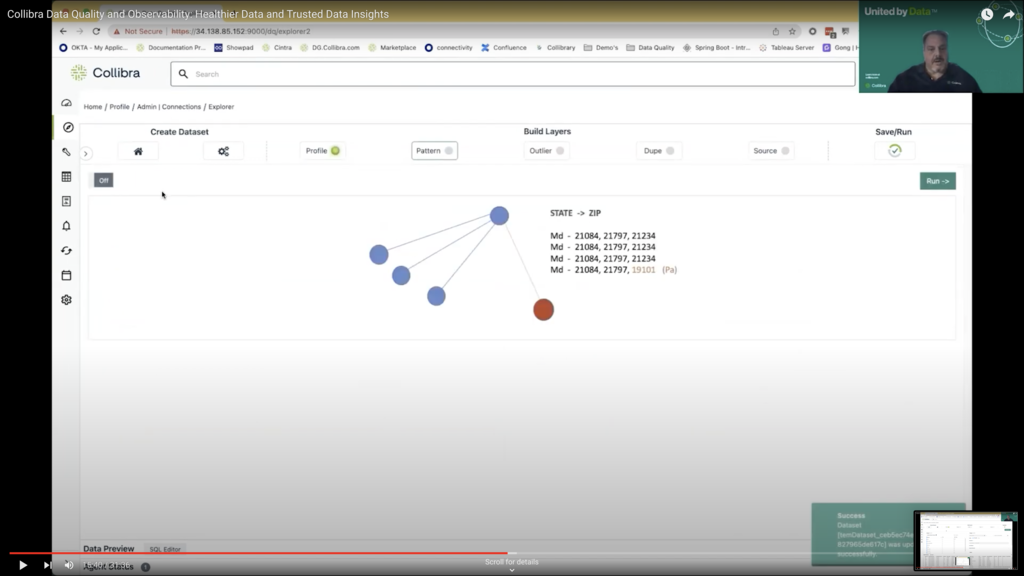 Collibra Data Quality and Observability: Healthier Data and Trusted Data Insights
United by Data
Not Secure https://34.138.85.152:9000/dq/explorer2
OKTA - My Applic... Documentation Pr... Showpad Cintra DG.Collibra.com Marketplace connectivity Confluence Collibrary Demo's Data Quality Spring Boot - Intr... Tableau Server Gong
Collibra
Search
Collibra
Home / Profile / Admin | Connections / Explorer
Create Dataset
Build Layers
Save/Run
Profile
Pattern
Outlier
Dupe
Source
Off
Run ->
STATE -> ZIP
Md - 21084, 21797, 21234
Md - 21084, 21797, 21234
Md - 21084, 21797, 21234
Md - 21084, 21797, 19101 (Pa)
Success
Dataset
successfully
Data Preview
SQL Editor
Agent Status
Scroll for details